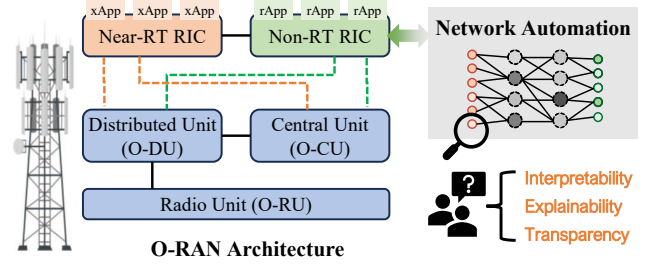 xApp xApp xApp
rApp rApp rApp
Near-RT RIC
Non-RT RIC
Network Automation
Distributed Unit
(O-DU)
Central Unit
(O-CU)
Radio Unit (O-RU)
O-RAN Architecture
?
Interpretability
Explainability
Transparency